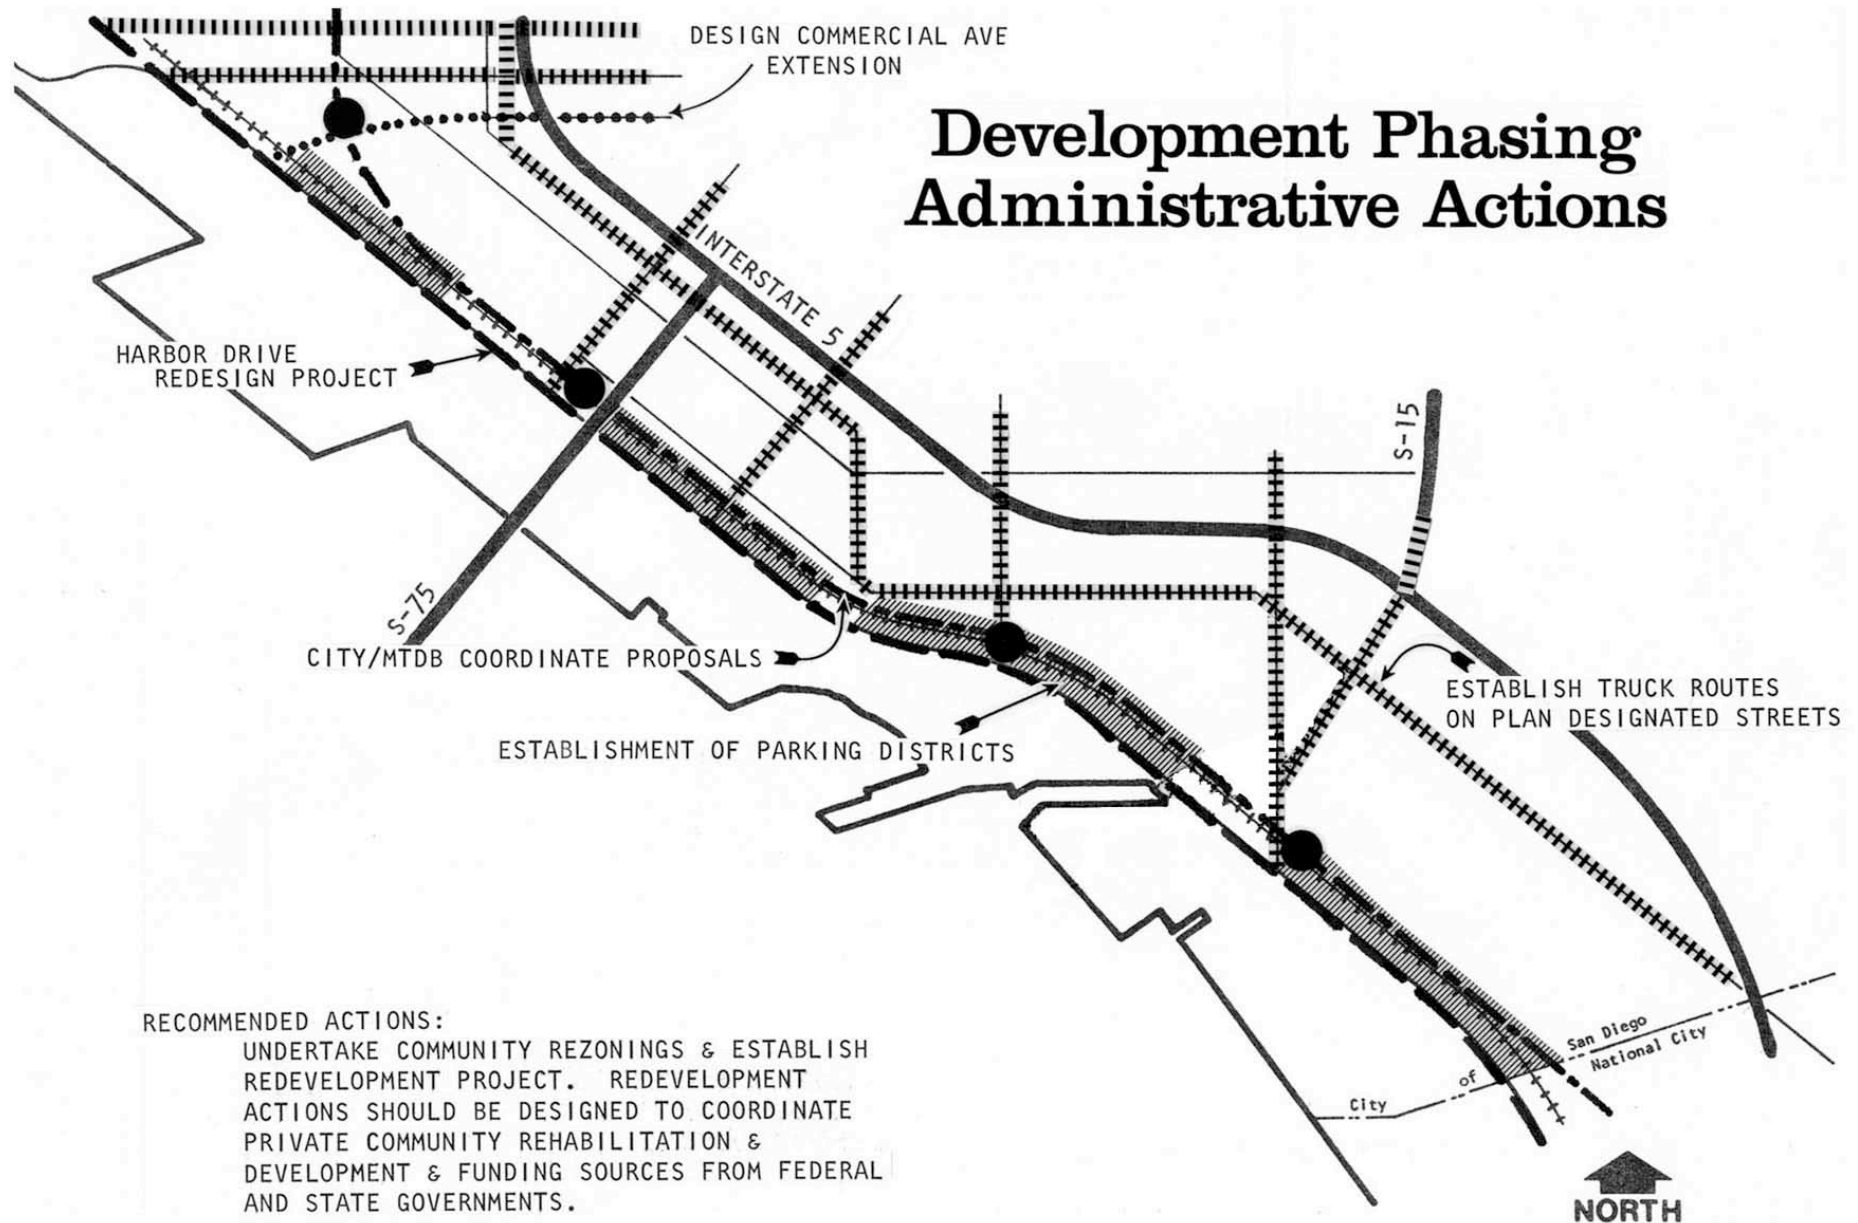 DESIGN COMMERCIAL AVE
EXTENSION
Development Phasing
Administrative Actions
INTERSTATE 5
HARBOR DRIVE
REDESIGN PROJECT
S-15
S-75
CITY/MTDB COORDINATE PROPOSALS
ESTABLISH TRUCK ROUTES
ON PLAN DESIGNATED STREETS
ESTABLISHMENT OF PARKING DISTRICTS
San Diego
National City
City of
RECOMMENDED ACTIONS:
UNDERTAKE COMMUNITY REZONINGS & ESTABLISH
REDEVELOPMENT PROJECT. REDEVELOPMENT
ACTIONS SHOULD BE DESIGNED TO COORDINATE
PRIVATE COMMUNITY REHABILITATION &
DEVELOPMENT & FUNDING SOURCES FROM FEDERAL
AND STATE GOVERNMENTS.
NORTH